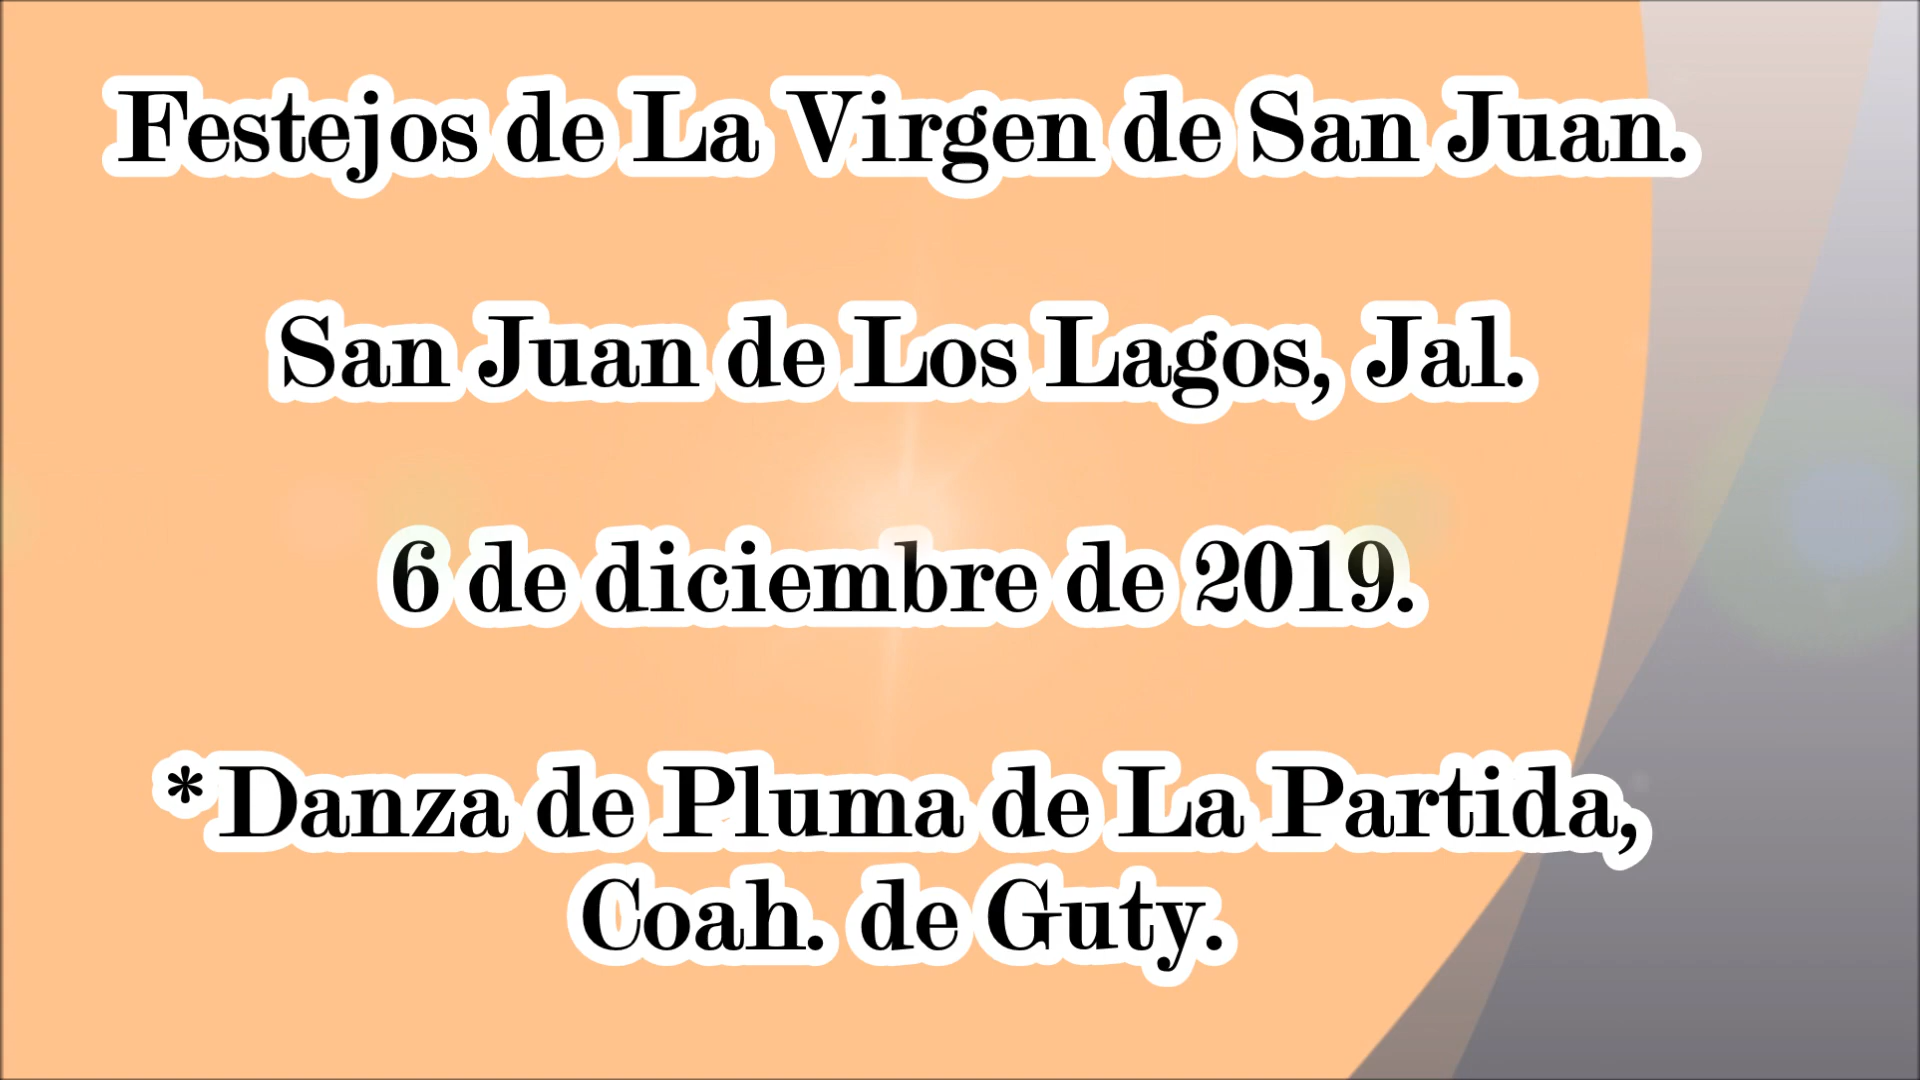 Festejos de La Virgen de San Juan.
San Juan de Los Lagos, Jal.
6 de diciembre de 2019.
* Danza de Pluma de La Partida,
Coah. de Guty.